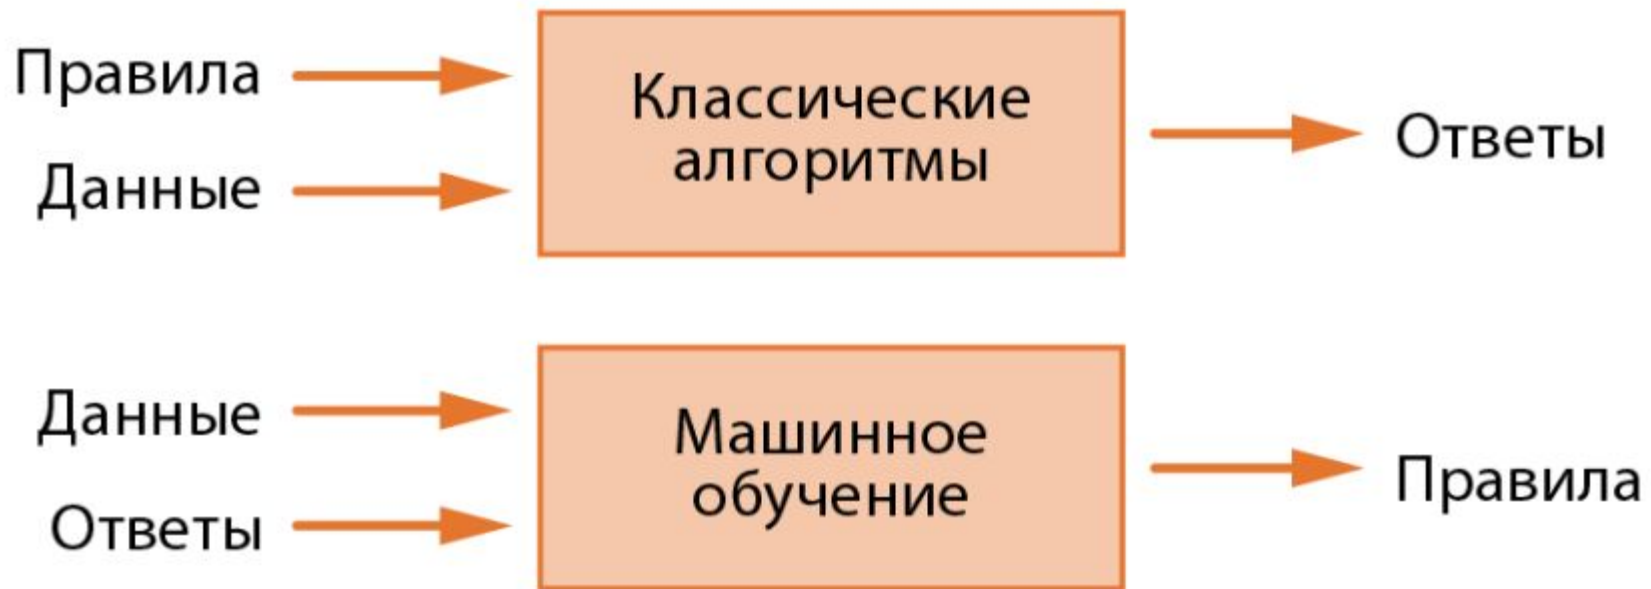 Правила
Данные
Классические
алгоритмы
Ответы
Данные
Ответы
Машинное
обучение
Правила